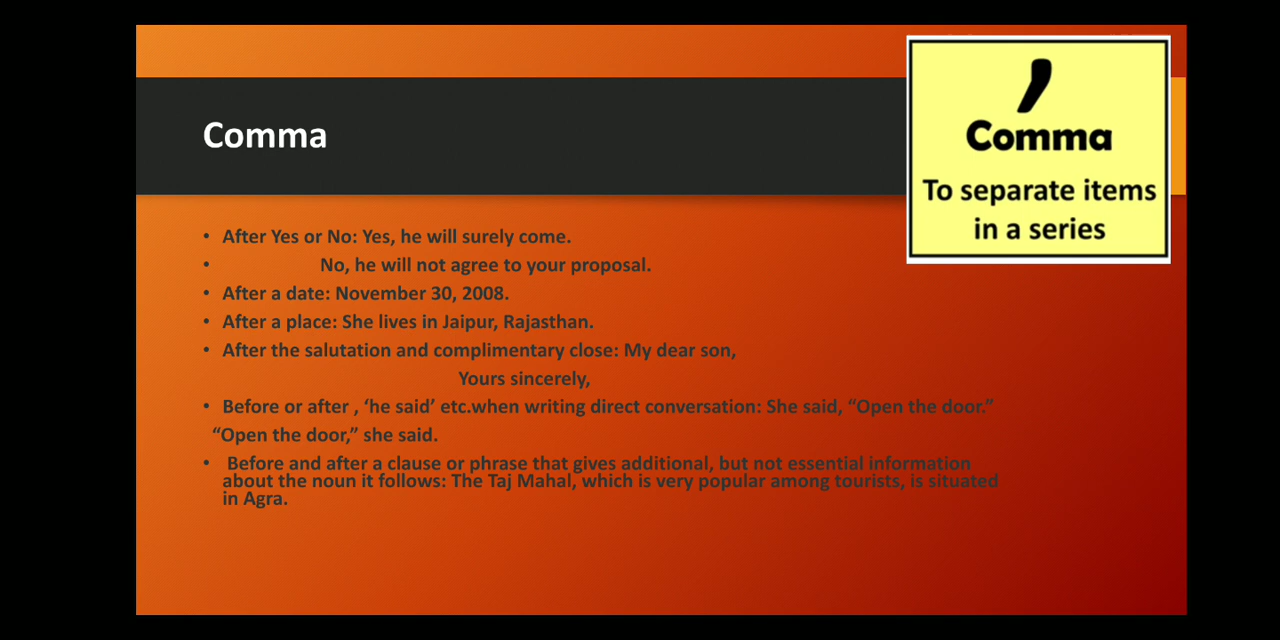 Comma
,
Comma
To separate items
in a series
• After Yes or No: Yes, he will surely come.
• No, he will not agree to your proposal.
• After a date: November 30, 2008.
• After a place: She lives in Jaipur, Rajasthan.
• After the salutation and complimentary close: My dear son,
Yours sincerely,
• Before or after , ‘he said’ etc.when writing direct conversation: She said, “Open the door.”
“Open the door,” she said.
• Before and after a clause or phrase that gives additional, but not essential information
about the noun it follows: The Taj Mahal, which is very popular among tourists, is situated
in Agra.